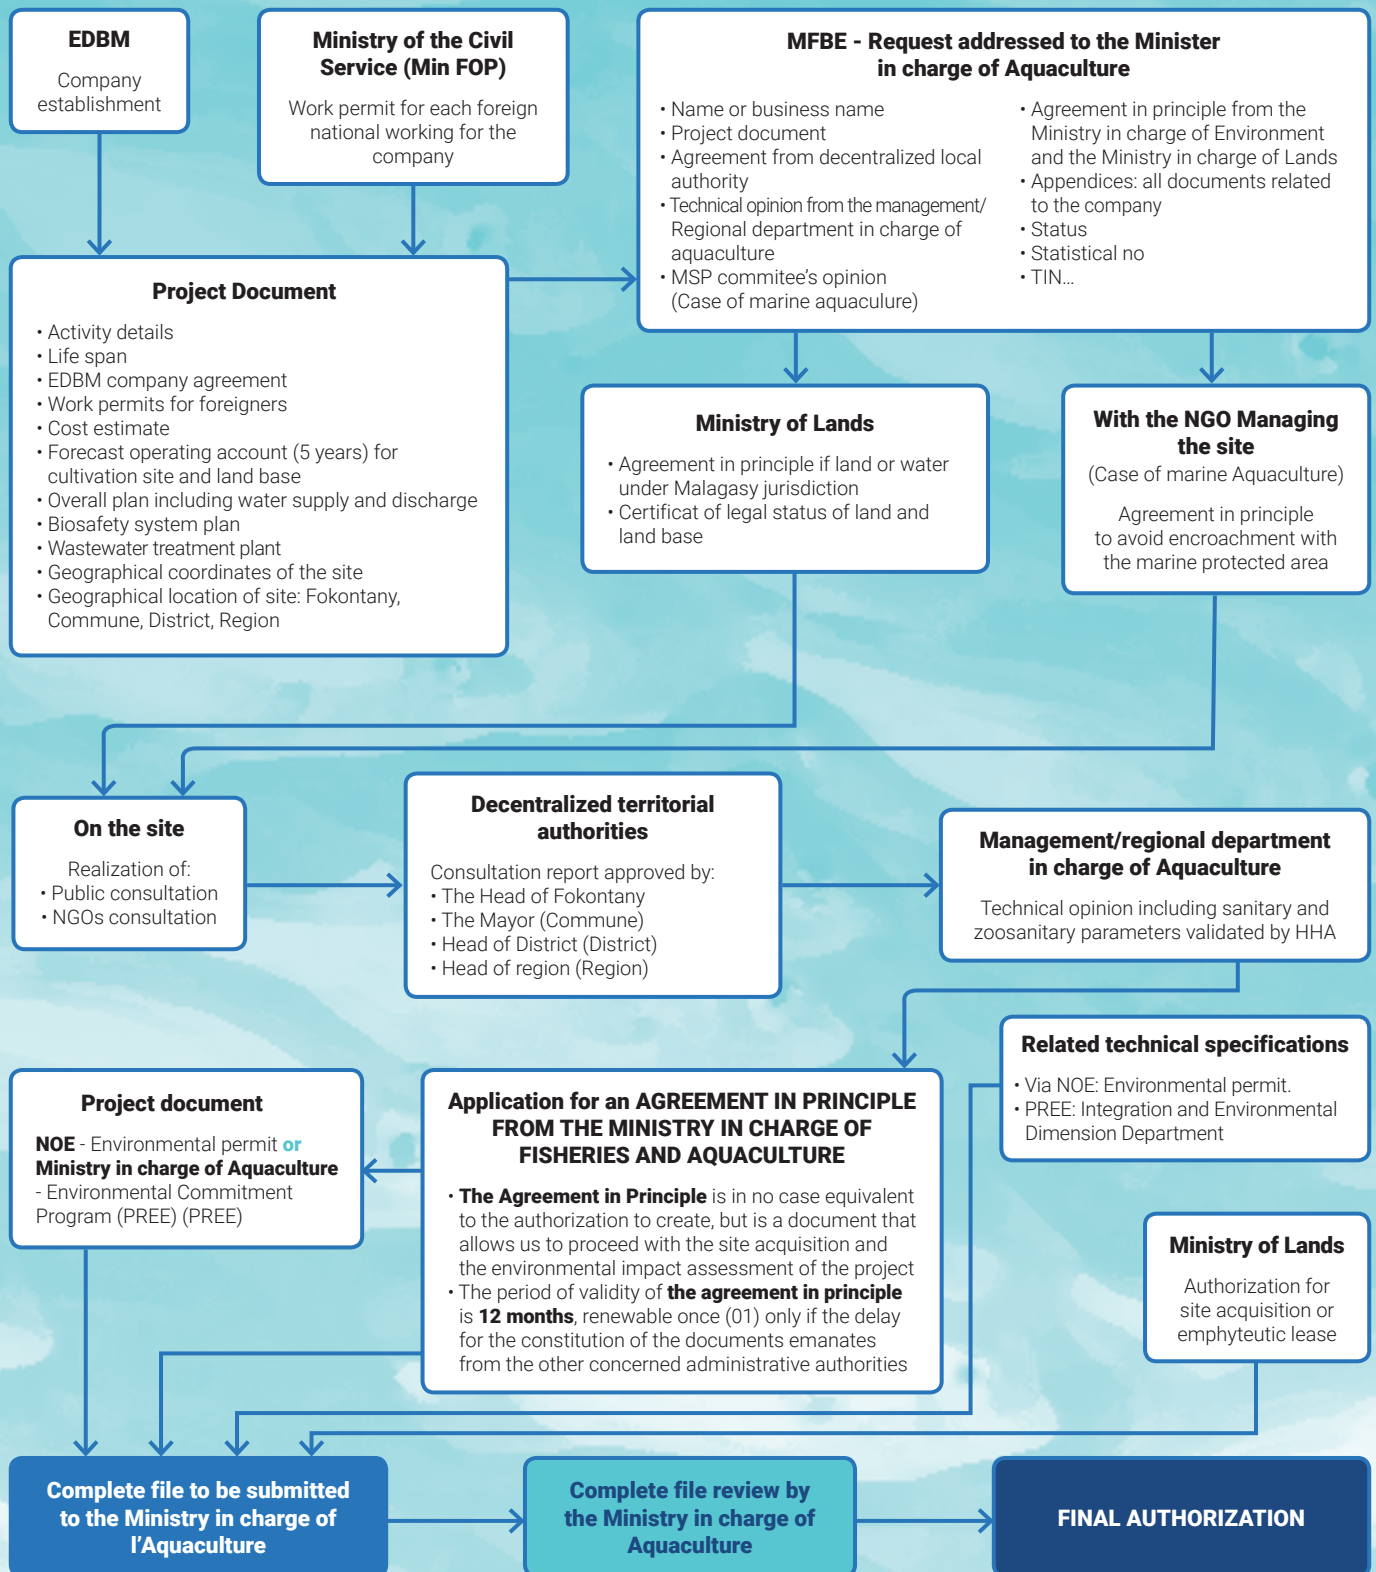 EDBM
Company
establishment
Ministry of the Civil
Service (Min FOP)
Work permit for each foreign
national working for the
company
MFBE - Request addressed to the Minister
in charge of Aquaculture
• Name or business name
• Project document
• Agreement from decentralized local
authority
• Technical opinion from the management/
Regional department in charge of
aquaculture
• MSP commitee's opinion
(Case of marine aquaculure)
• Agreement in principle from the
Ministry in charge of Environment
and the Ministry in charge of Lands
• Appendices: all documents related
to the company
• Status
• Statistical no
• TIN...
Project Document
• Activity details
• Life span
• EDBM company agreement
• Work permits for foreigners
• Cost estimate
• Forecast operating account (5 years) for
cultivation site and land base
• Overall plan including water supply and discharge
• Biosafety system plan
• Wastewater treatment plant
• Geographical coordinates of the site
• Geographical location of site: Fokontany,
Commune, District, Region
Ministry of Lands
• Agreement in principle if land or water
under Malagasy jurisdiction
• Certificat of legal status of land and
land base
With the NGO Managing
the site
(Case of marine Aquaculture)
Agreement in principle
to avoid encroachment with
the marine protected area
On the site
Realization of:
• Public consultation
• NGOs consultation
Decentralized territorial
authorities
Consultation report approved by:
• The Head of Fokontany
• The Mayor (Commune)
• Head of District (District)
• Head of region (Region)
Management/regional department
in charge of Aquaculture
Technical opinion including sanitary and
zoosanitary parameters validated by HHA
Related technical specifications
• Via NOE: Environmental permit.
• PREE: Integration and Environmental
Dimension Department
Project document
NOE - Environmental permit or
Ministry in charge of Aquaculture
- Environmental Commitment
Program (PREE) (PREE)
Application for an AGREEMENT IN PRINCIPLE
FROM THE MINISTRY IN CHARGE OF
FISHERIES AND AQUACULTURE
• The Agreement in Principle is in no case equivalent
to the authorization to create, but is a document that
allows us to proceed with the site acquisition and
the environmental impact assessment of the project
• The period of validity of the agreement in principle
is 12 months, renewable once (01) only if the delay
for the constitution of the documents emanates
from the other concerned administrative authorities
Ministry of Lands
Authorization for
site acquisition or
emphyteutic lease
Complete file to be submitted
to the Ministry in charge of
l'Aquaculture
Complete file review by
the Ministry in charge of
Aquaculture
FINAL AUTHORIZATION